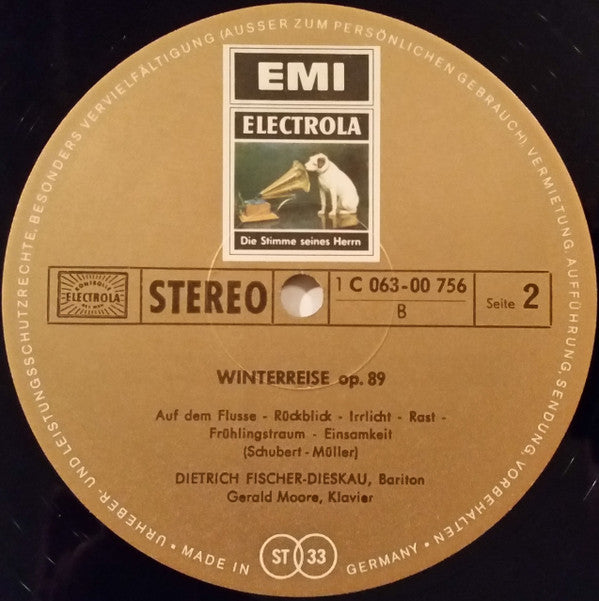 URHEBER- UND LEISTUNGSSCHUTZRECHTE, BESONDERS VERVIELFÄLTIGUNG (AUSSER ZUM PERSÖNLICHEN GEBRAUCH), VERMIETUNG, AUFFÜHRUNG, SENDUNG, VORBEHALTEN •
EMI
ELECTROLA
Die Stimme seines Herrn
ELECTROLA
STEREO
1 C 063-00 756
B
Seite 2
WINTERREISE op. 89
Auf dem Flusse - Rückblick - Irrlicht - Rast -
Frühlingstraum - Einsamkeit
(Schubert - Müller)
DIETRICH FISCHER-DIESKAU, Bariton
Gerald Moore, Klavier
• MADE IN ST 33 GERMANY •